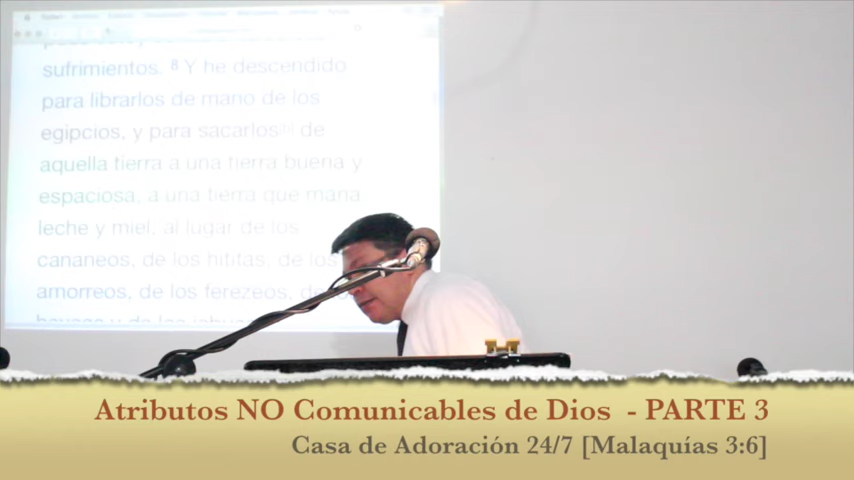 sufrimientos. 8 Y he descendido
para librarlos de mano de los
egipcios, y para sacarlos[b] de
aquella tierra a una tierra buena y
espaciosa, a una tierra que mana
leche y miel, al lugar de los
cananeos, de los hititas, de los
amorreos, de los ferezeos, de
Atributos NO Comunicables de Dios - PARTE 3
Casa de Adoración 24/7 [Malaquías 3:6]